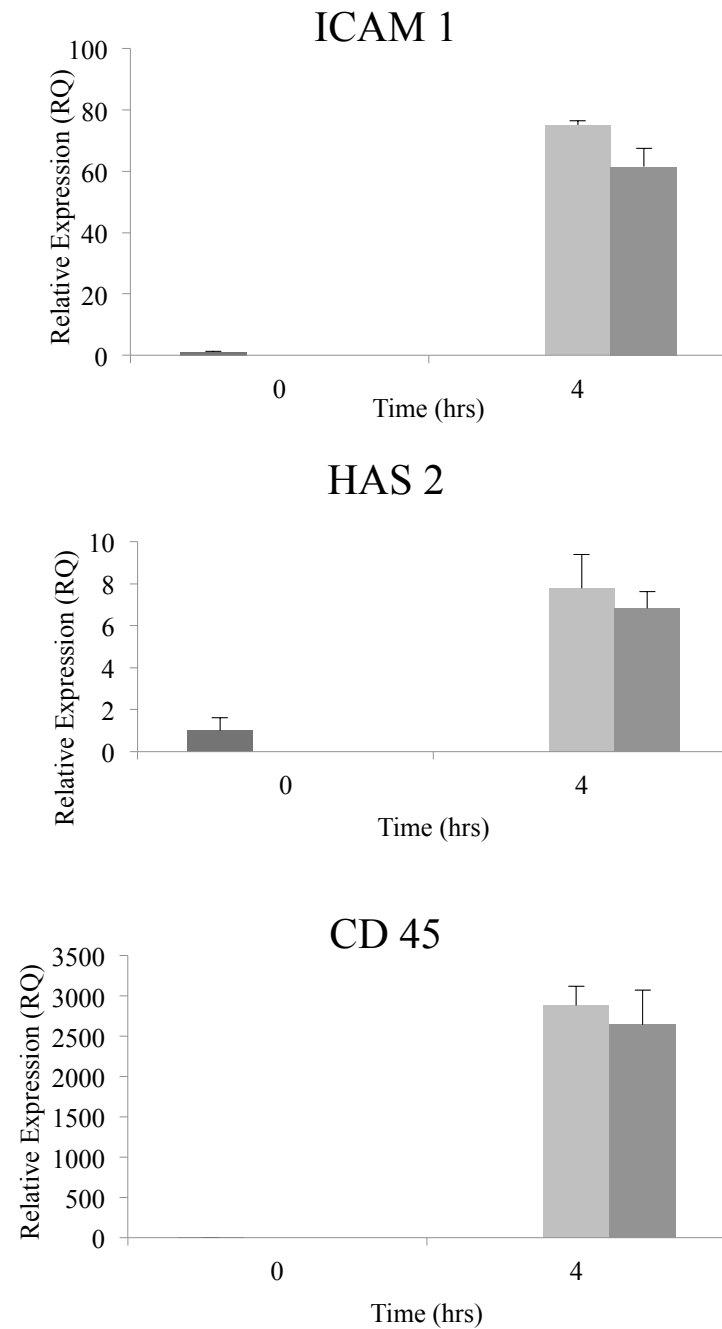 ICAM 1
Relative Expression (RQ)
100
80
60
40
20
0
0
4
Time (hrs)
HAS 2
Relative Expression (RQ)
10
8
6
4
2
0
0
4
Time (hrs)
CD 45
Relative Expression (RQ)
3500
3000
2500
2000
1500
1000
500
0
0
4
Time (hrs)